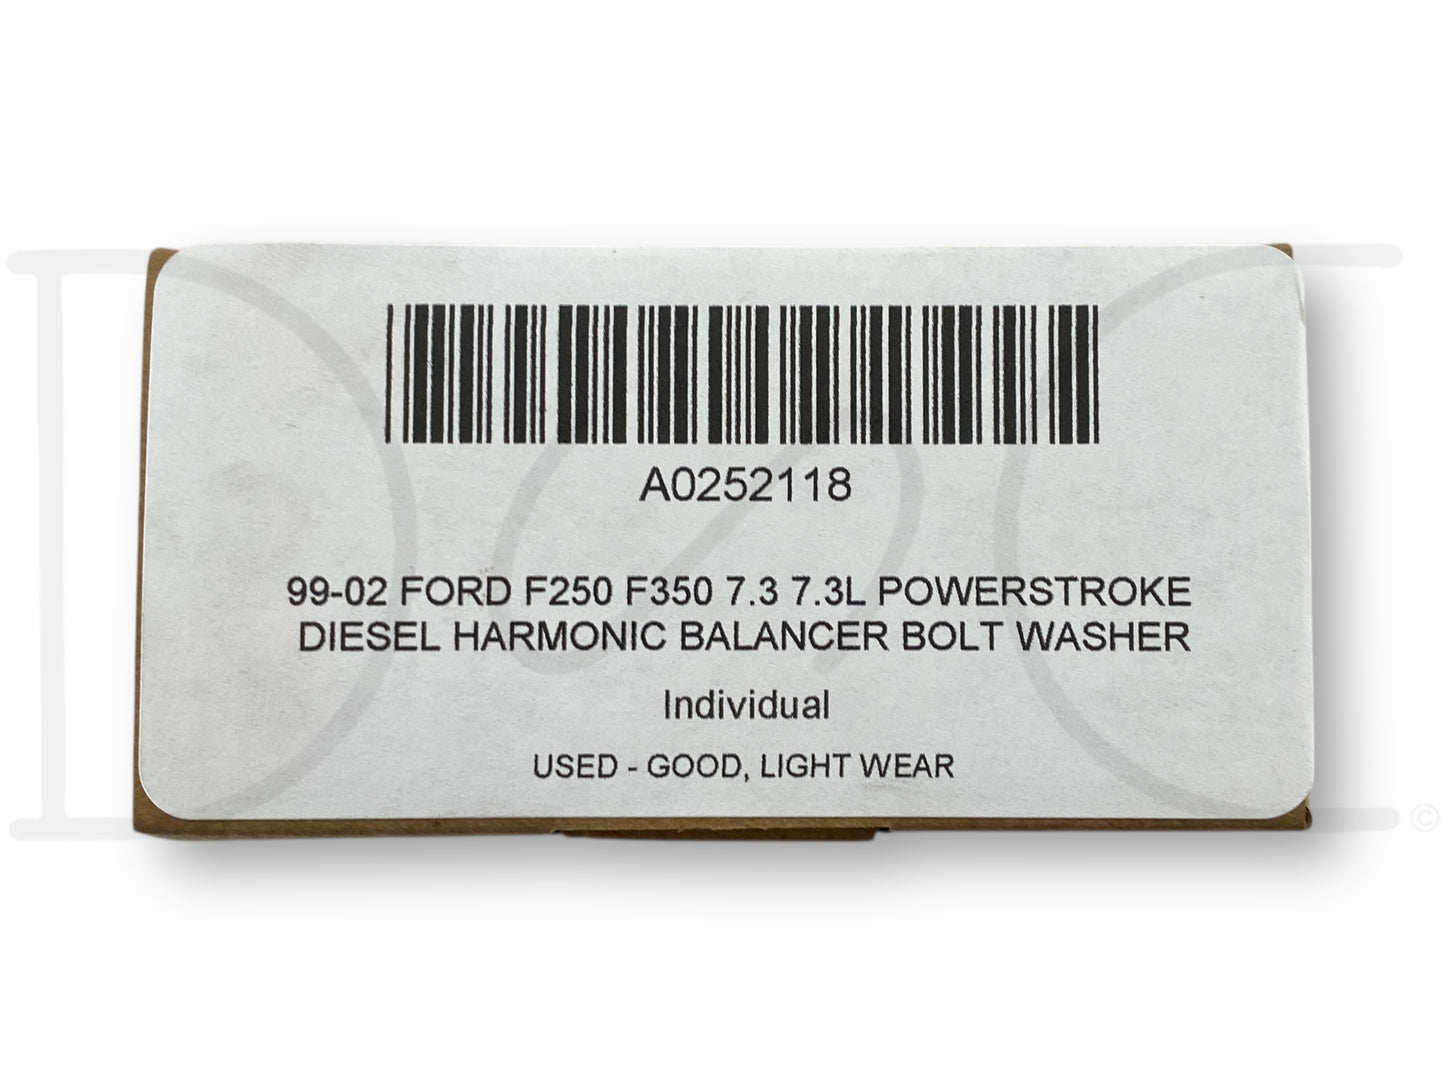 A0252118
99-02 FORD F250 F350 7.3 7.3L POWERSTROKE
DIESEL HARMONIC BALANCER BOLT WASHER
Individual
USED - GOOD, LIGHT WEAR
©